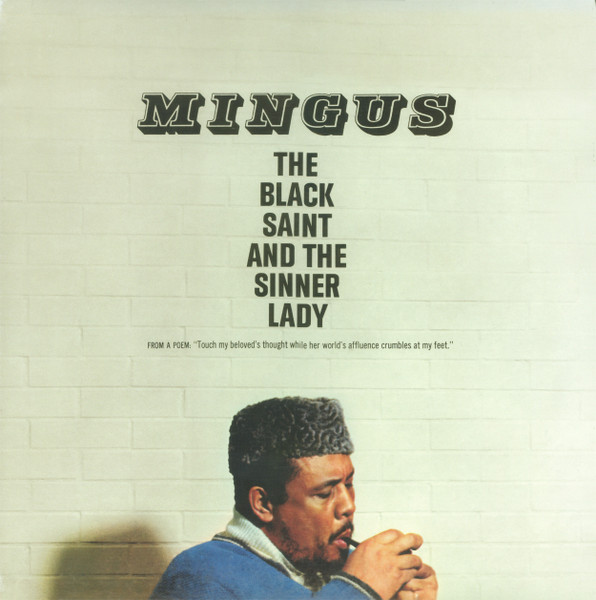 MINGUS
THE
BLACK
SAINT
AND THE
SINNER
LADY
FROM A POEM: "Touch my beloved's thought while her world's affluence crumbles at my feet."